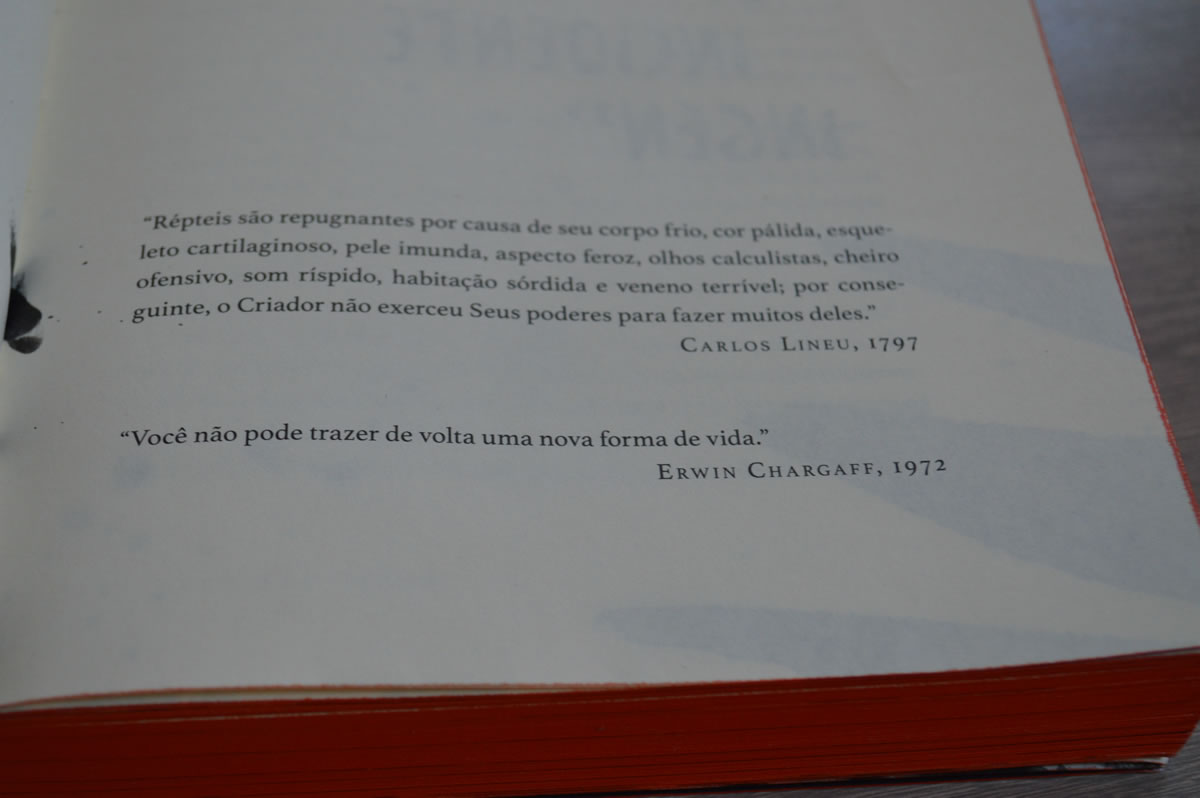 “Répteis são repugnantes por causa de seu corpo frio, cor pálida, esque-
leto cartilaginoso, pele imunda, aspecto feroz, olhos calculistas, cheiro
ofensivo, som ríspido, habitação sórdida e veneno terrível; por conse-
guinte, o Criador não exerceu Seus poderes para fazer muitos deles.”
CARLOS LINEU, 1797
“Você não pode trazer de volta uma nova forma de vida.”
ERWIN CHARGAFF, 1972